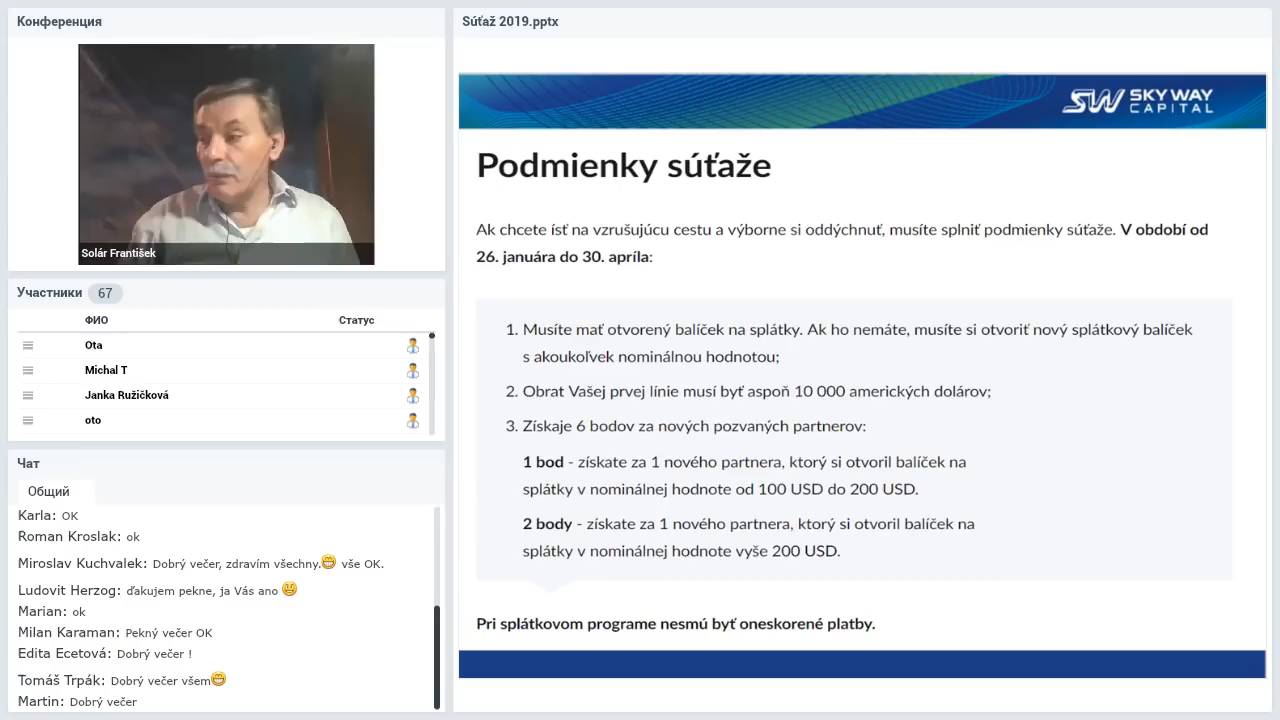 Конференция
Solár František
Участники 67
ФИО Статус
Ota
Michal T
Janka Ružičková
oto
Чат
Общий
Karla: OK
Roman Kroslak: ok
Miroslav Kuchvalek: Dobrý večer, zdravím všechny.😁 vše OK.
Ludovit Herzog: ďakujem pekne, ja Vás ano
Marian: ok
Milan Karaman: Pekný večer OK
Edita Ecetová: Dobrý večer !
Tomáš Trpák: Dobrý večer všem😁
Martin: Dobrý večer
Súťaž 2019.pptx
SW SKY WAY
CAPITAL
Podmienky súťaže
Ak chcete ísť na vzrušujúcu cestu a výborne si oddýchnuť, musíte splniť podmienky súťaže. V období od
26. januára do 30. apríla:
1. Musíte mať otvorený balíček na splátky. Ak ho nemáte, musíte si otvoriť nový splátkový balíček
s akoukoľvek nominálnou hodnotou;
2. Obrat Vašej prvej línie musí byť aspoň 10 000 amerických dolárov;
3. Získaje 6 bodov za nových pozvaných partnerov:
1 bod - získate za 1 nového partnera, ktorý si otvoril balíček na
splátky v nominálnej hodnote od 100 USD do 200 USD.
2 body - získate za 1 nového partnera, ktorý si otvoril balíček na
splátky v nominálnej hodnote vyše 200 USD.
Pri splátkovom programe nesmú byť oneskorené platby.